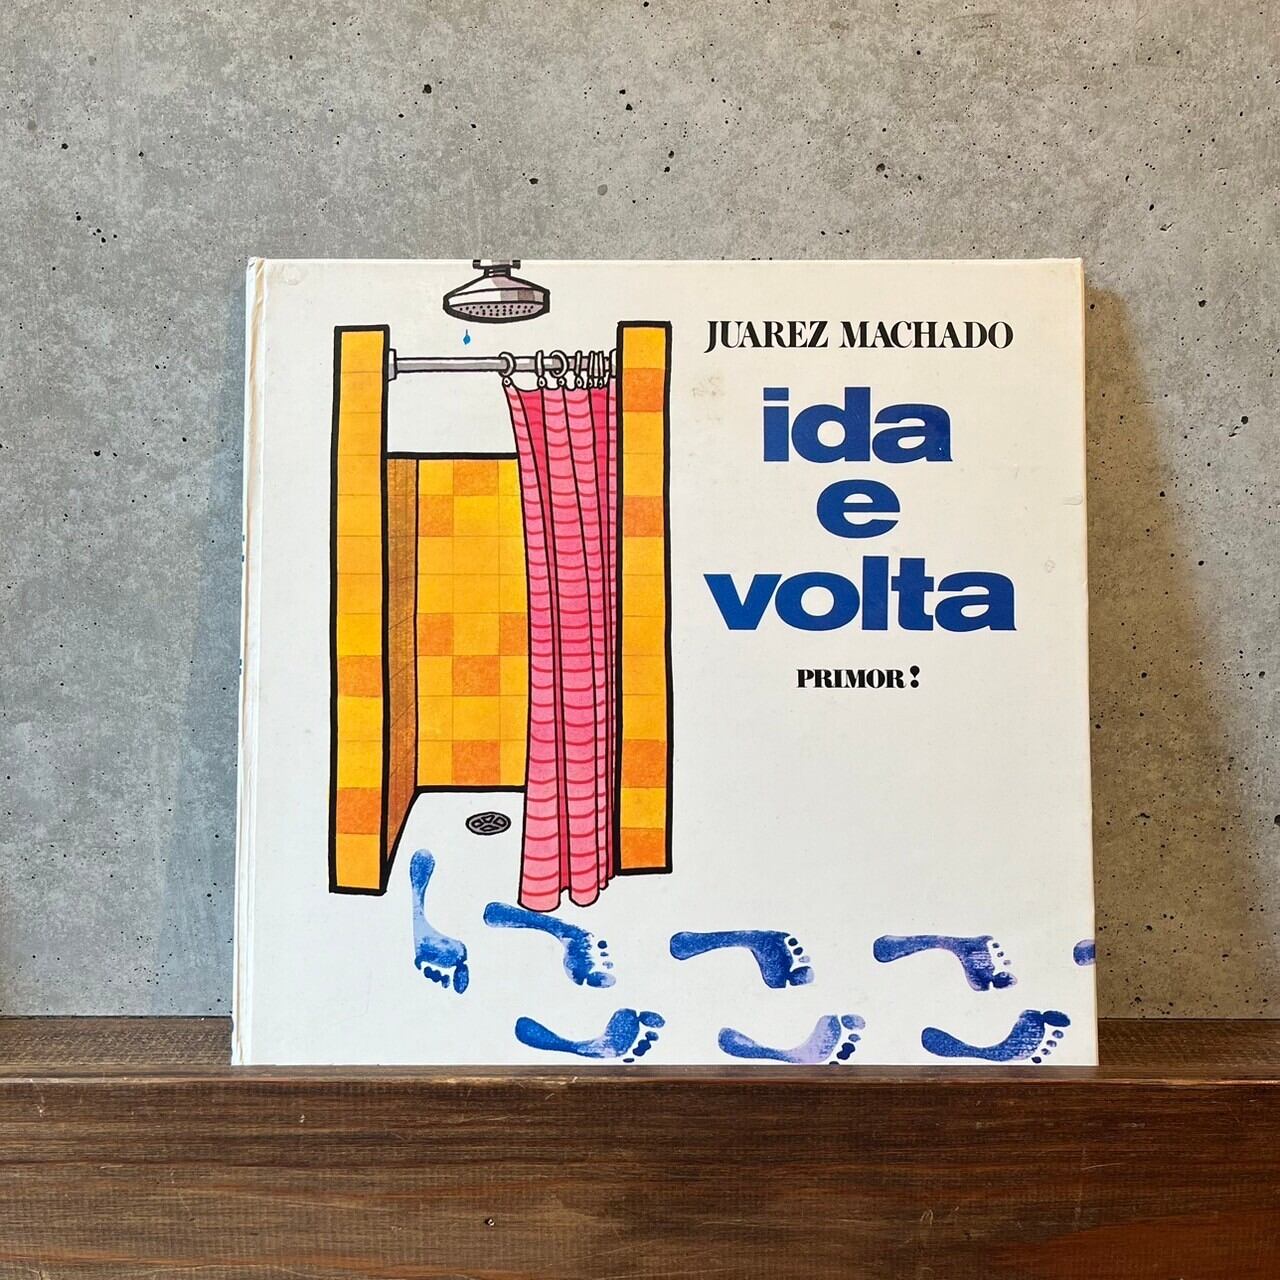 JUAREZ MACHADO
ida
e
volta
PRIMOR!